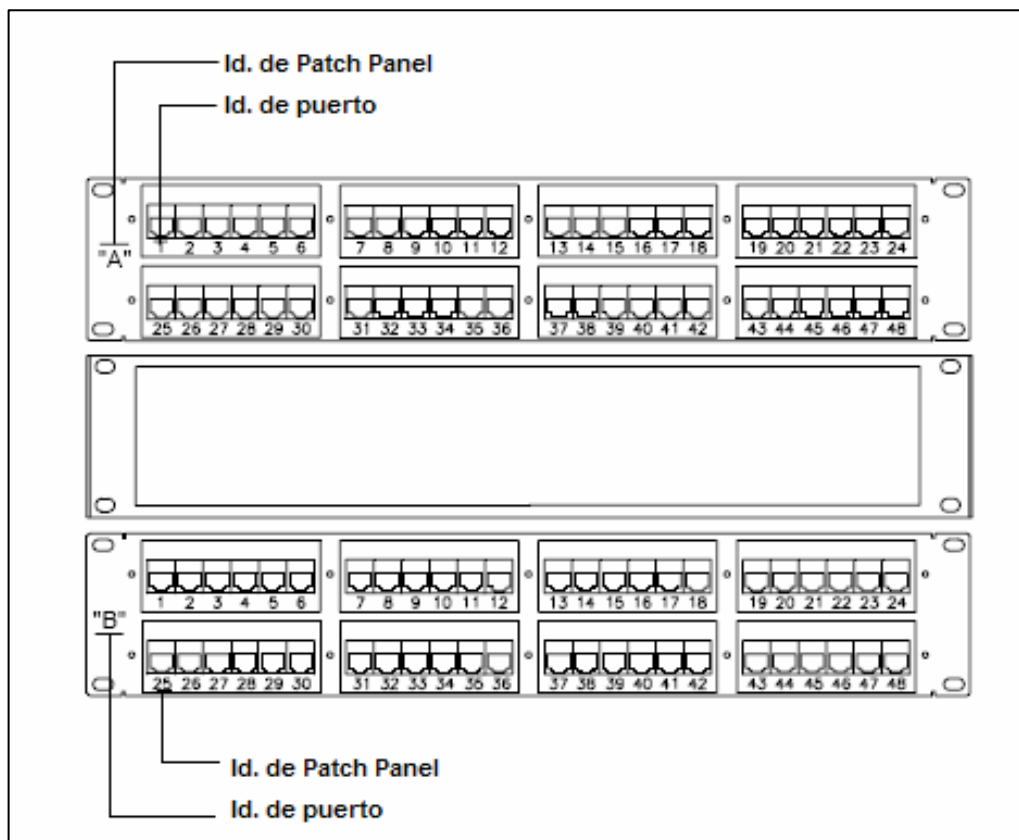 Id. de Patch Panel
Id. de puerto
1 2 3 4 5 6 7 8 9 10 11 12 13 14 15 16 17 18 19 20 21 22 23 24
"A"
25 26 27 28 29 30 31 32 33 34 35 36 37 38 39 40 41 42 43 44 45 46 47 48
1 2 3 4 5 6 7 8 9 10 11 12 13 14 15 16 17 18 19 20 21 22 23 24
"B"
25 26 27 28 29 30 31 32 33 34 35 36 37 38 39 40 41 42 43 44 45 46 47 48
Id. de Patch Panel
Id. de puerto